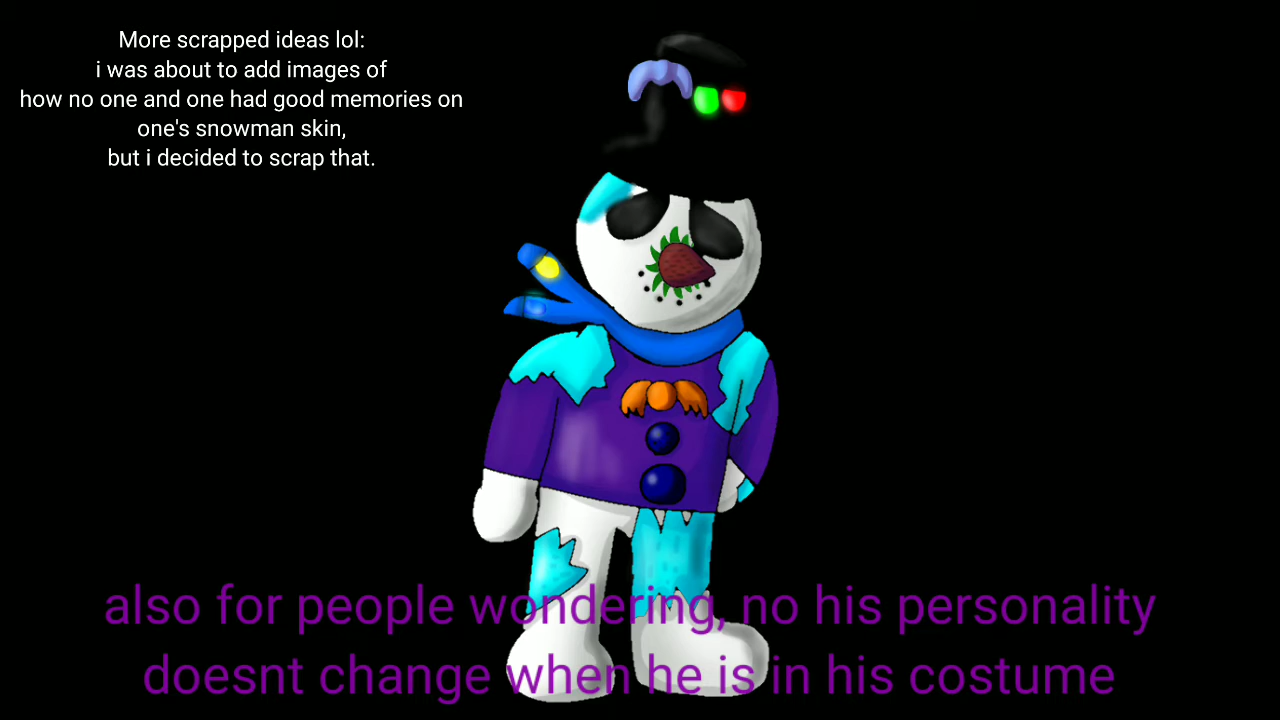 More scrapped ideas lol:
i was about to add images of
how no one and one had good memories on
one's snowman skin,
but i decided to scrap that.
also for people wondering, no his personality
doesnt change when he is in his costume